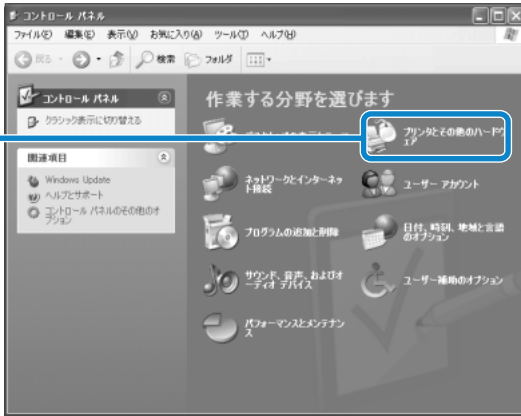 コントロール パネル
ファイル(F) 編集(E) 表示(V) お気に入り(A) ツール(T) ヘルプ(H)
戻る 検索 フォルダ
コントロール パネル
クラシック表示に切り替える
関連項目
Windows Update
ヘルプとサポート
コントロール パネルのその他のオ
プション
作業する分野を選びます
プリンタとその他のハードウ
ェア
ネットワークとインターネッ
ト接続
ユーザー アカウント
プログラムの追加と削除
日付、時刻、地域と言語
のオプション
サウンド、音声、およびオ
ーディオ デバイス
ユーザー補助のオプション
パフォーマンスとメンテナン
ス